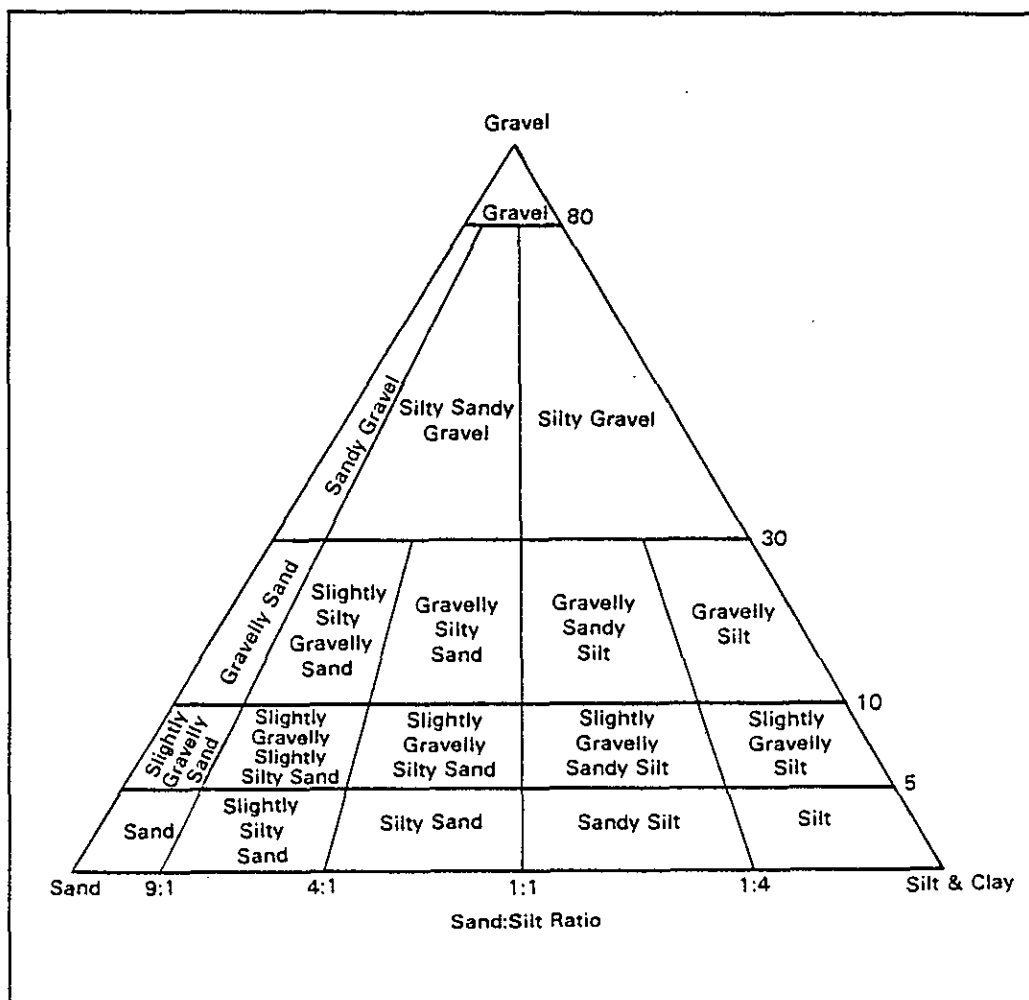 Gravel
Gravel 80
Sandy Gravel
Silty Sandy
Gravel
Silty Gravel
30
Gravelly Sand
Slightly
Silty
Gravelly
Sand
Gravelly
Silty
Sand
Gravelly
Sandy
Silt
Gravelly
Silt
10
Slightly
Gravelly
Sand
Slightly
Gravelly
Slightly
Silty Sand
Slightly
Gravelly
Silty Sand
Slightly
Gravelly
Sandy Silt
Slightly
Gravelly
Silt
5
Sand
Slightly
Silty
Sand
Silty Sand
Sandy Silt
Silt
Sand 9:1 4:1 1:1 1:4 Silt & Clay
Sand:Silt Ratio